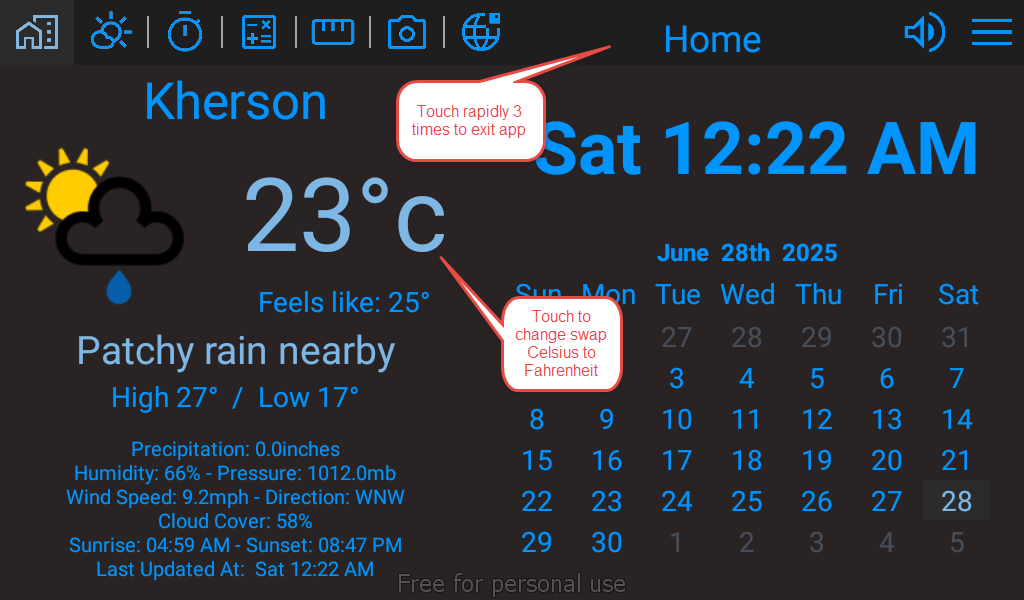 Home
Kherson
Touch rapidly 3
times to exit app
Sat 12:22 AM
23°c
Feels like: 25°
Patchy rain nearby
High 27° / Low 17°
Precipitation: 0.0inches
Humidity: 66% - Pressure: 1012.0mb
Wind Speed: 9.2mph - Direction: WNW
Cloud Cover: 58%
Sunrise: 04:59 AM - Sunset: 08:47 PM
Last Updated At: Sat 12:22 AM
June 28th 2025
Sun Mon Tue Wed Thu Fri Sat
Touch to
change swap
Celsius to
Fahrenheit
27 28 29 30 31
3 4 5 6 7
8 9 10 11 12 13 14
15 16 17 18 19 20 21
22 23 24 25 26 27 28
29 30 1 2 3 4 5
Free for personal use